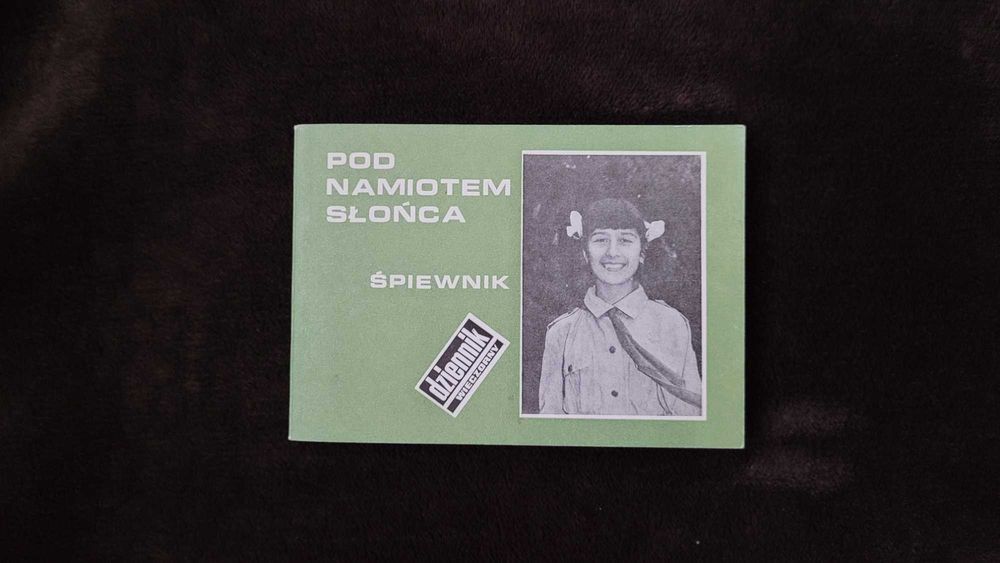 POD
NAMIOTEM
SŁOŃCA
ŚPIEWNIK
dziennik
WIECZORNY